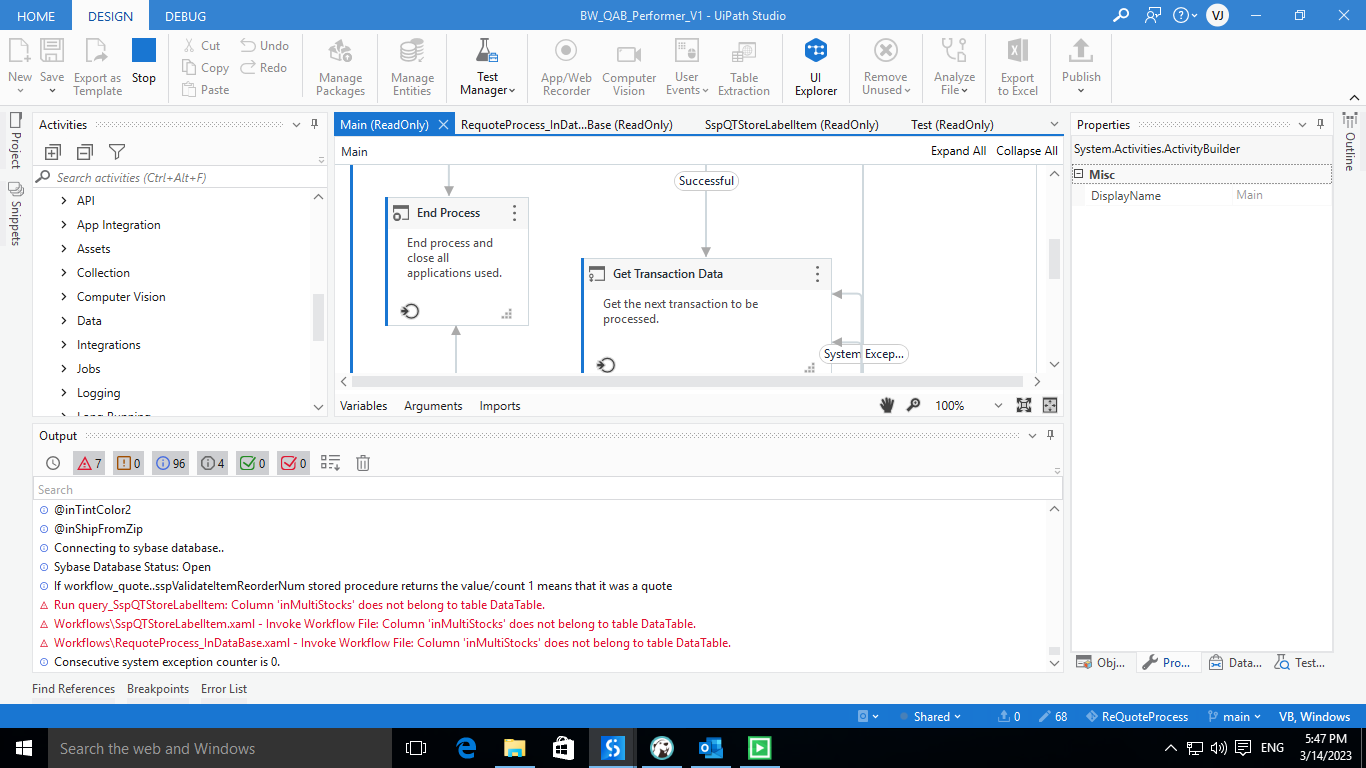 HOME DESIGN DEBUG BW_QAB_Performer_V1 - UiPath Studio VJ
New Save Export as Template Stop Cut Copy Paste Undo Redo Manage Packages Manage Entities Test Manager App/Web Recorder Computer Vision User Events Table Extraction UI Explorer Remove Unused Analyze File Export to Excel Publish
Project
Snippets
Activities
Search activities (Ctrl+Alt+F)
API
App Integration
Assets
Collection
Computer Vision
Data
Integrations
Jobs
Logging
Long Running
Main (ReadOnly) RequoteProcess_InDat...Base (ReadOnly) SspQTStoreLabelItem (ReadOnly) Test (ReadOnly)
Main Expand All Collapse All
Successful
End Process
End process and
close all
applications used.
Get Transaction Data
Get the next transaction to be
processed.
System Excep...
Variables Arguments Imports 100%
Properties
System.Activities.ActivityBuilder
Misc
DisplayName Main
Outline
Output
7 0 96 4 0 0
Search
@inTintColor2
@inShipFromZip
Connecting to sybase database..
Sybase Database Status: Open
If workflow_quote..sspValidateItemReorderNum stored procedure returns the value/count 1 means that it was a quote
Run query_SspQTStoreLabelItem: Column 'inMultiStocks' does not belong to table DataTable.
Workflows\SspQTStoreLabelItem.xaml - Invoke Workflow File: Column 'inMultiStocks' does not belong to table DataTable.
Workflows\RequoteProcess_InDataBase.xaml - Invoke Workflow File: Column 'inMultiStocks' does not belong to table DataTable.
Consecutive system exception counter is 0.
Obj... Pro... Data... Test...
Find References Breakpoints Error List
Shared 0 68 ReQuoteProcess main VB, Windows
Search the web and Windows
ENG
5:47 PM
3/14/2023